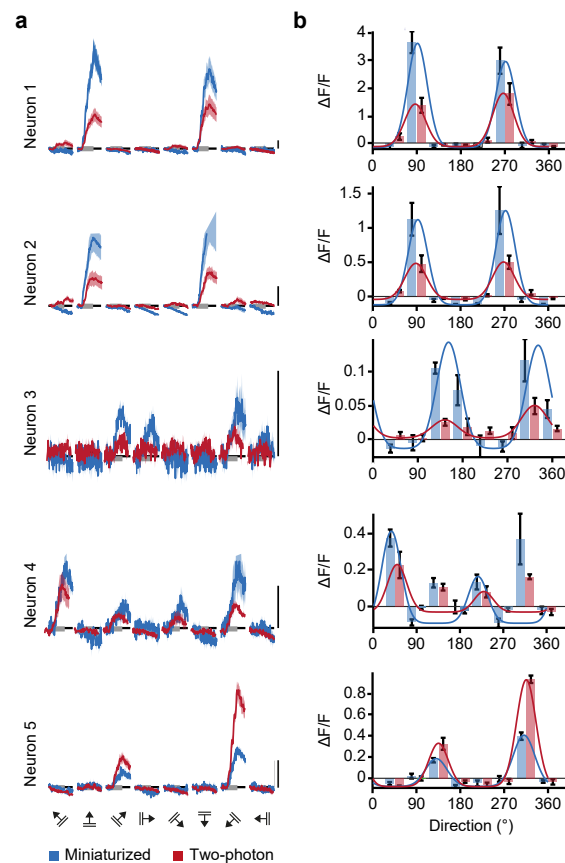 a
b
Neuron 1
ΔF/F
4
3
2
1
0
0 90 180 270 360
Neuron 2
ΔF/F
1.5
1
0.5
0
0 90 180 270 360
Neuron 3
ΔF/F
0.1
0.05
0
0 90 180 270 360
Neuron 4
ΔF/F
0.4
0.2
0
0 90 180 270 360
Neuron 5
ΔF/F
0.8
0.6
0.4
0.2
0
0 90 180 270 360
Direction (°)
Miniaturized Two-photon